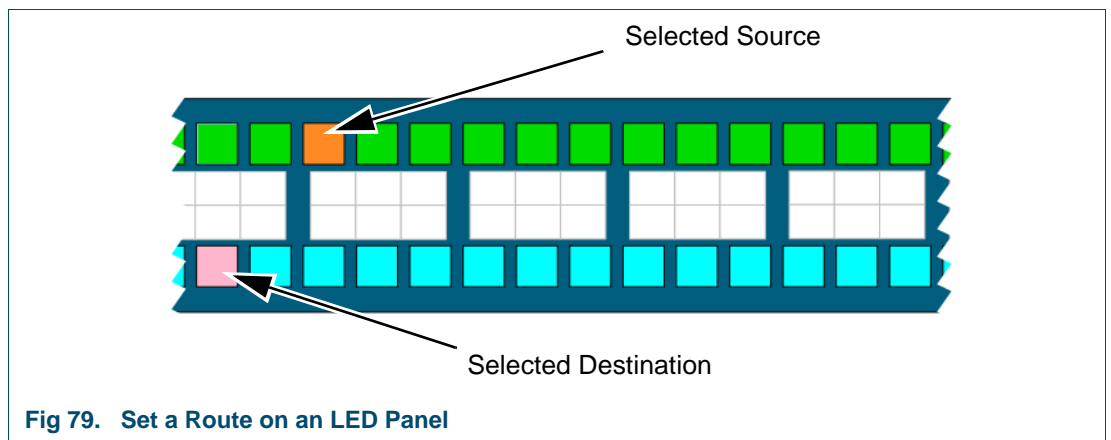 Selected Source
Selected Destination
Fig 79. Set a Route on an LED Panel